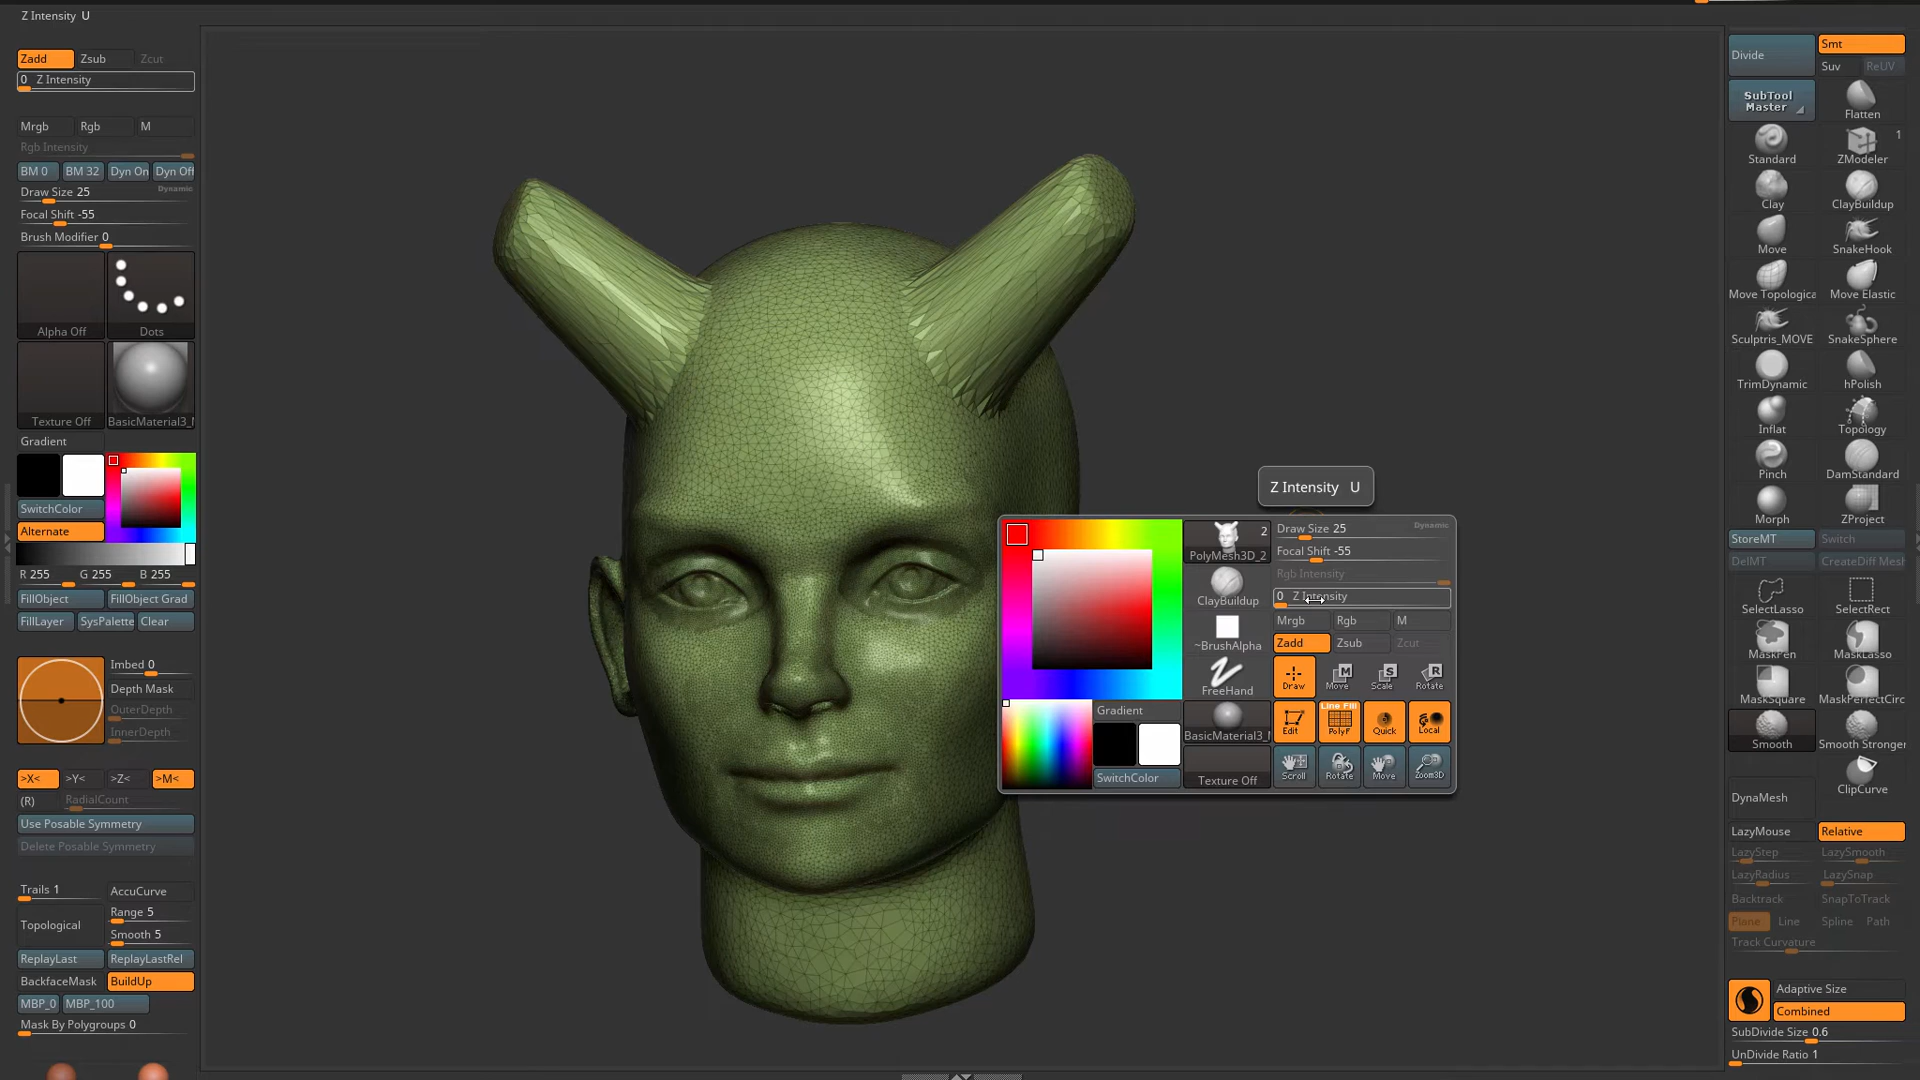 Z Intensity U
Zadd Zsub Zcut
0 Z Intensity
Mrgb Rgb M
Rgb Intensity
BM 0 BM 32 Dyn On Dyn Off
Draw Size 25 Dynamic
Focal Shift -55
Brush Modifier 0
Alpha Off Dots
Texture Off BasicMaterial3_
Gradient
SwitchColor
Alternate
R 255 G 255 B 255
FillObject FillObject Grad
FillLayer SysPalette Clear
Imbed 0
Depth Mask
OuterDepth
InnerDepth
>X< >Y< >Z< >M<
(R) RadialCount
Use Posable Symmetry
Delete Posable Symmetry
Trails 1 AccuCurve
Topological
Range 5
Smooth 5
ReplayLast ReplayLastRel
BackfaceMask BuildUp
MBP_0 MBP_100
Mask By Polygroups 0
Z Intensity U
2
PolyMesh3D_2
ClayBuildup
~BrushAlpha
FreeHand
BasicMaterial3_
Texture Off
Gradient
SwitchColor
Draw Size 25 Dynamic
Focal Shift -55
Rgb Intensity
0 Z Intensity
Mrgb Rgb M
Zadd Zsub Zcut
Draw Move Scale Rotate
Line Fill
Edit PolyF Quick Local
Scroll Rotate Move Zoom3D
Divide Smt
Suv ReUV
SubTool
Master
Flatten
1
Standard ZModeler
Clay ClayBuildup
Move SnakeHook
Move Topologica Move Elastic
Sculptris_MOVE SnakeSphere
TrimDynamic hPolish
Inflat Topology
Pinch DamStandard
Morph ZProject
StoreMT Switch
DelMT CreateDiff Mesh
SelectLasso SelectRect
MaskPen MaskLasso
MaskSquare MaskPerfectCirc
Smooth Smooth Stronger
ClipCurve
DynaMesh
LazyMouse Relative
LazyStep LazySmooth
LazyRadius LazySnap
Backtrack SnapToTrack
Plane Line Spline Path
Track Curvature
Adaptive Size
Combined
SubDivide Size 0.6
UnDivide Ratio 1